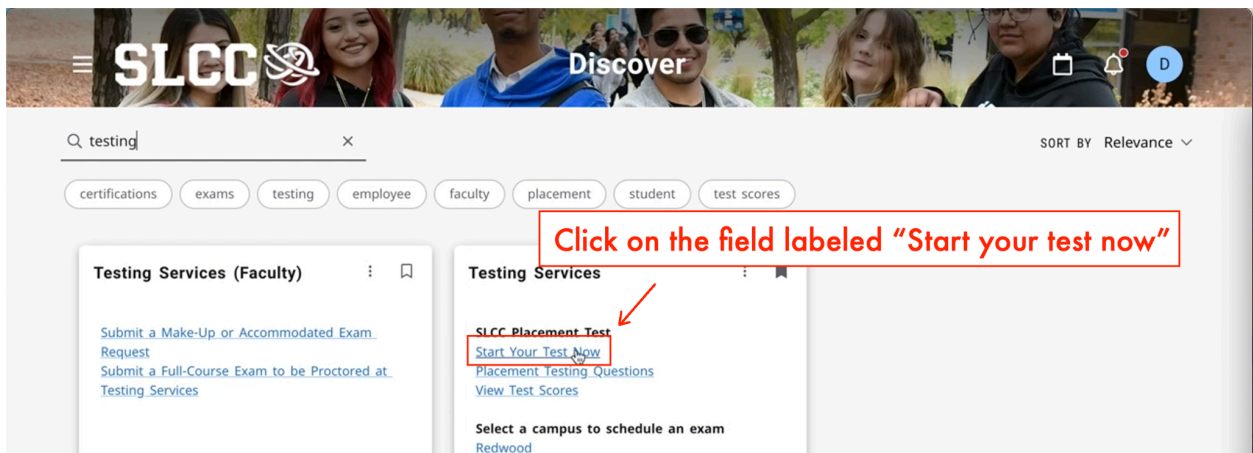 SLCC
Discover
D
testing
SORT BY Relevance
certifications
exams
testing
employee
faculty
placement
student
test scores
Click on the field labeled “Start your test now”
Testing Services (Faculty)
Submit a Make-Up or Accommodated Exam
Request
Submit a Full-Course Exam to be Proctored at
Testing Services
Testing Services
SLCC Placement Test
Start Your Test Now
Placement Testing Questions
View Test Scores
Select a campus to schedule an exam
Redwood